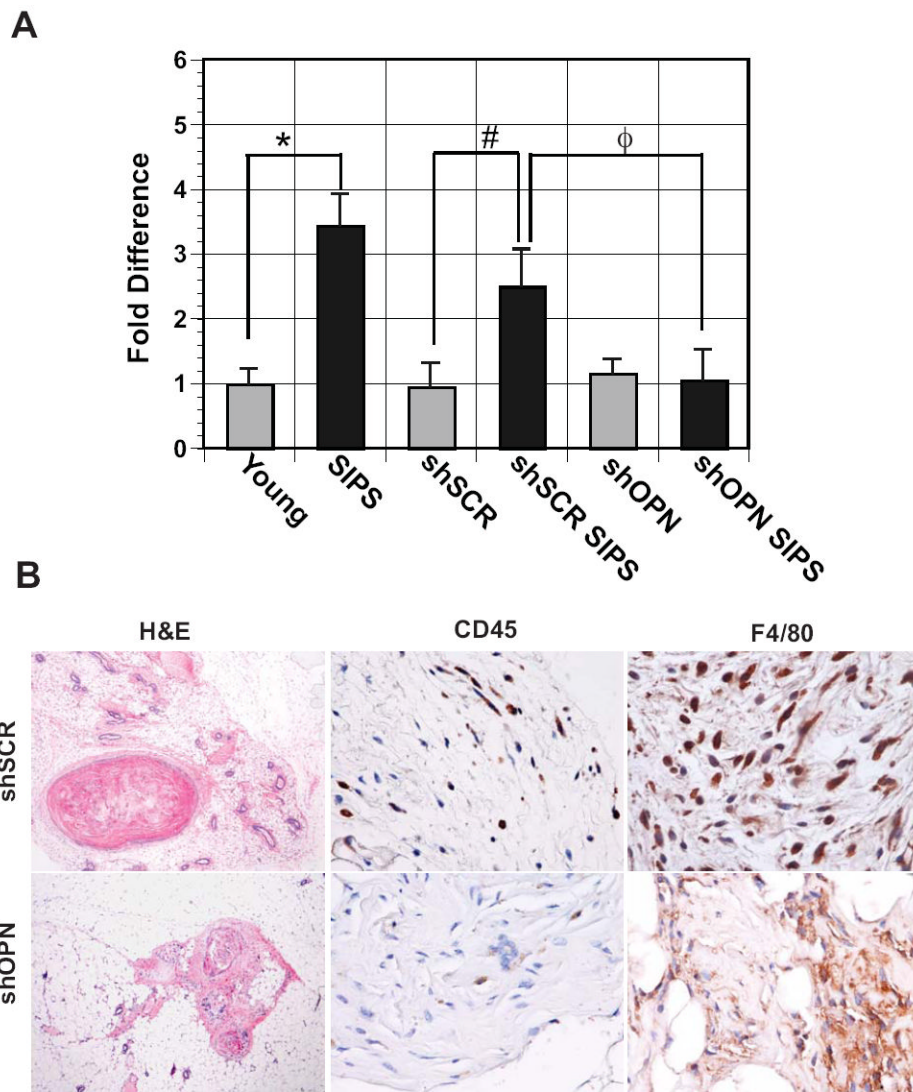 A
6
5
4
3
2
1
0
Fold Difference
*
#
ϕ
Young
SIPS
shSCR
shSCR SIPS
shOPN
shOPN SIPS
B
H&E
CD45
F4/80
shSCR
shOPN